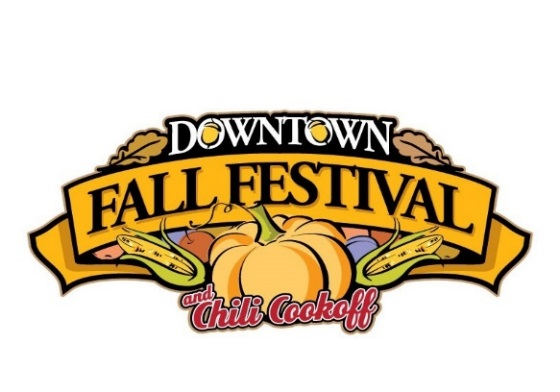 DOWNTOWN
FALL FESTIVAL
and
Chili Cookoff